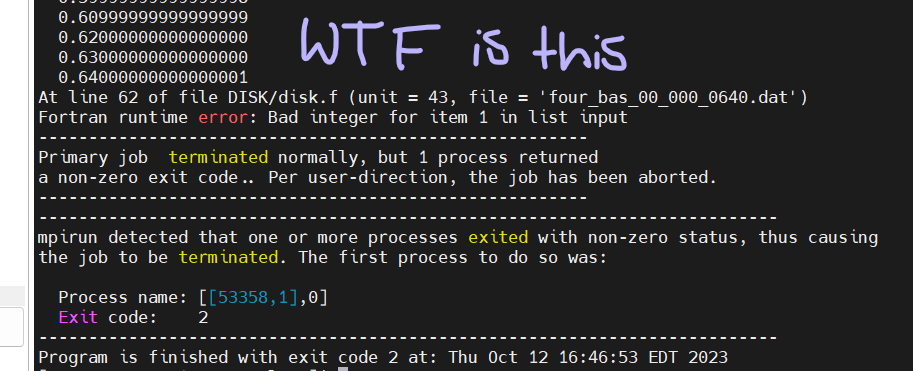 0.60999999999999999
0.62000000000000000
0.63000000000000000
0.64000000000000001
WTF is this
At line 62 of file DISK/disk.f (unit = 43, file = 'four_bas_00_000_0640.dat')
Fortran runtime error: Bad integer for item 1 in list input
-----------------------------------------------------
Primary job  terminated normally, but 1 process returned
a non-zero exit code.. Per user-direction, the job has been aborted.
-----------------------------------------------------
-----------------------------------------------------------------------
mpirun detected that one or more processes exited with non-zero status, thus causing
the job to be terminated. The first process to do so was:
  Process name: [[53358,1],0]
  Exit code:    2
-----------------------------------------------------------------------
Program is finished with exit code 2 at: Thu Oct 12 16:46:53 EDT 2023